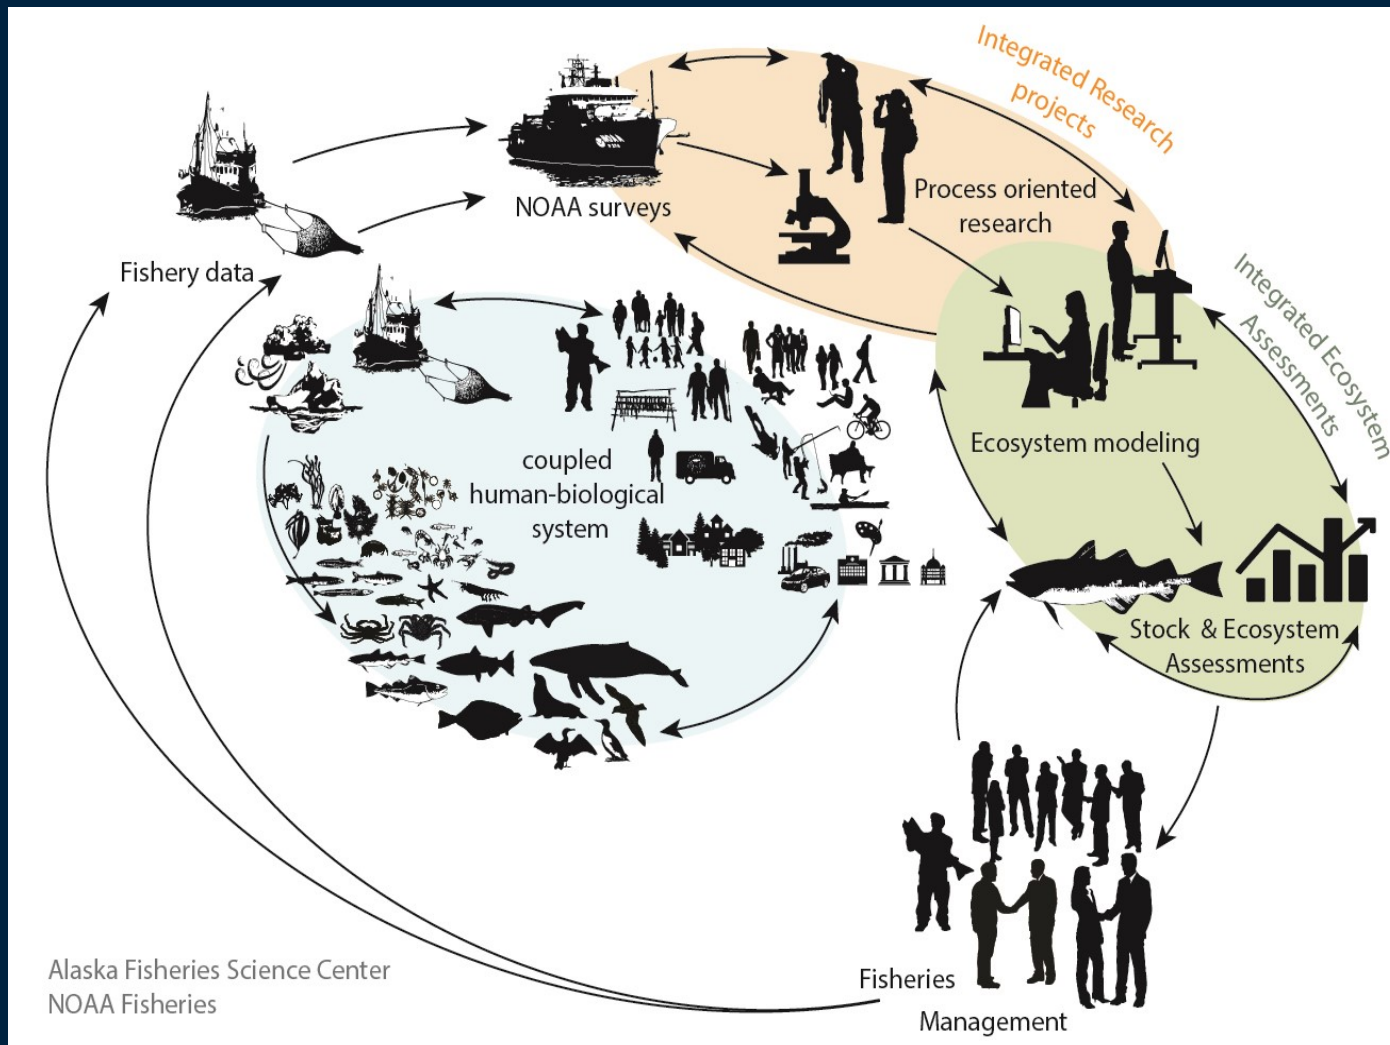 Integrated Research
projects
NOAA surveys
Process oriented
research
Fishery data
Integrated Ecosystem
Assessments
coupled
human-biological
system
Ecosystem modeling
Stock & Ecosystem
Assessments
Alaska Fisheries Science Center
NOAA Fisheries
Fisheries
Management